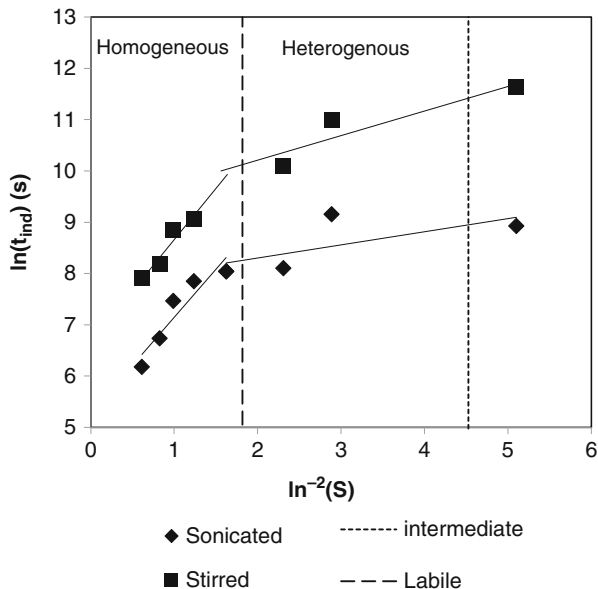 13
Homogeneous Heterogenous
12
11
10
9
8
7
6
5
ln(t_ind) (s)
0 1 2 3 4 5 6
ln⁻²(S)
Sonicated intermediate
Stirred Labile